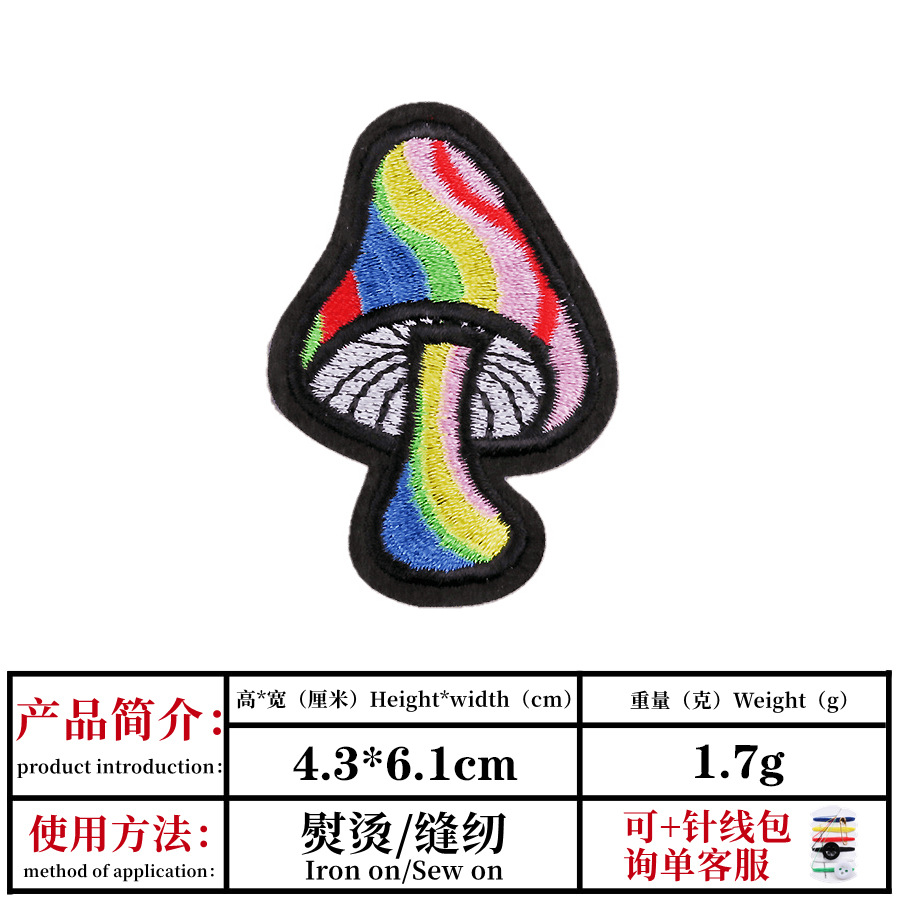 产品简介：
product introduction:
高*宽（厘米）Height*width（cm）
重量（克）Weight（g）
4.3*6.1cm
1.7g
使用方法：
method of application:
熨烫/缝纫
Iron on/Sew on
可+针线包
询单客服